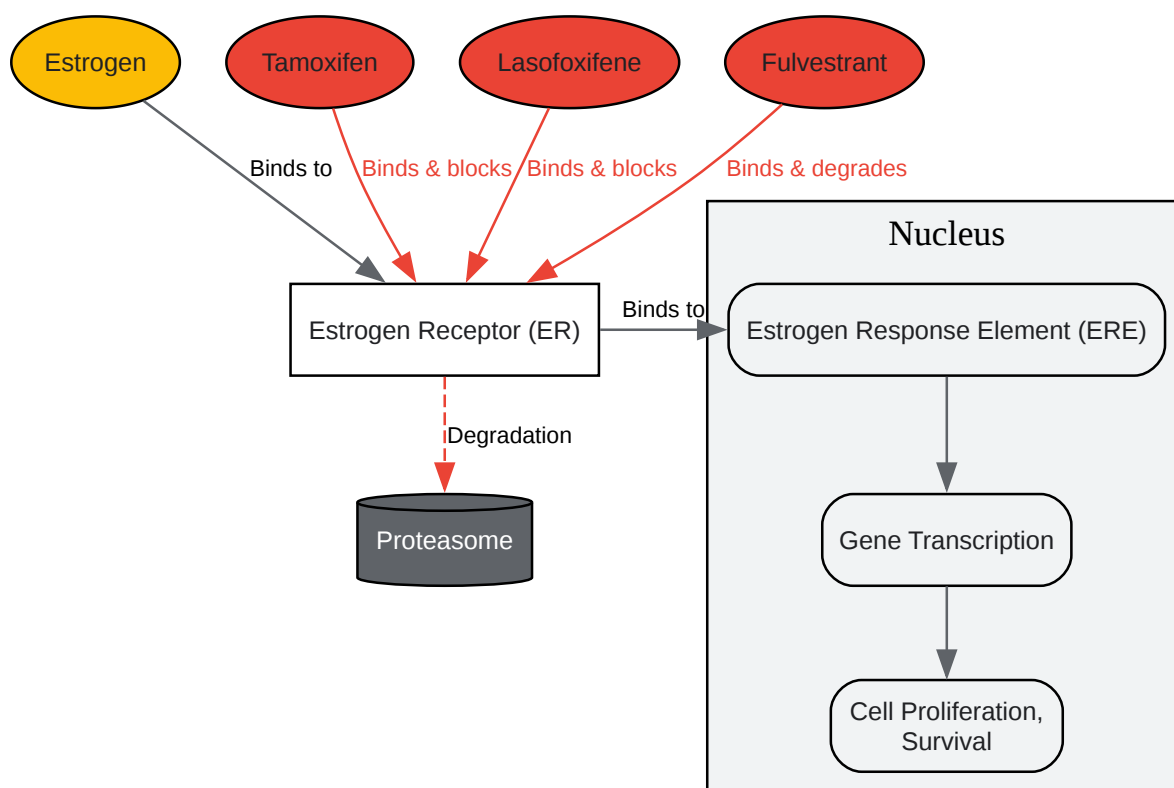 Estrogen
Tamoxifen
Lasofoxifene
Fulvestrant
Binds to
Binds & blocks
Binds & blocks
Binds & degrades
Nucleus
Estrogen Receptor (ER)
Binds to
Estrogen Response Element (ERE)
Degradation
Proteasome
Gene Transcription
Cell Proliferation,
Survival